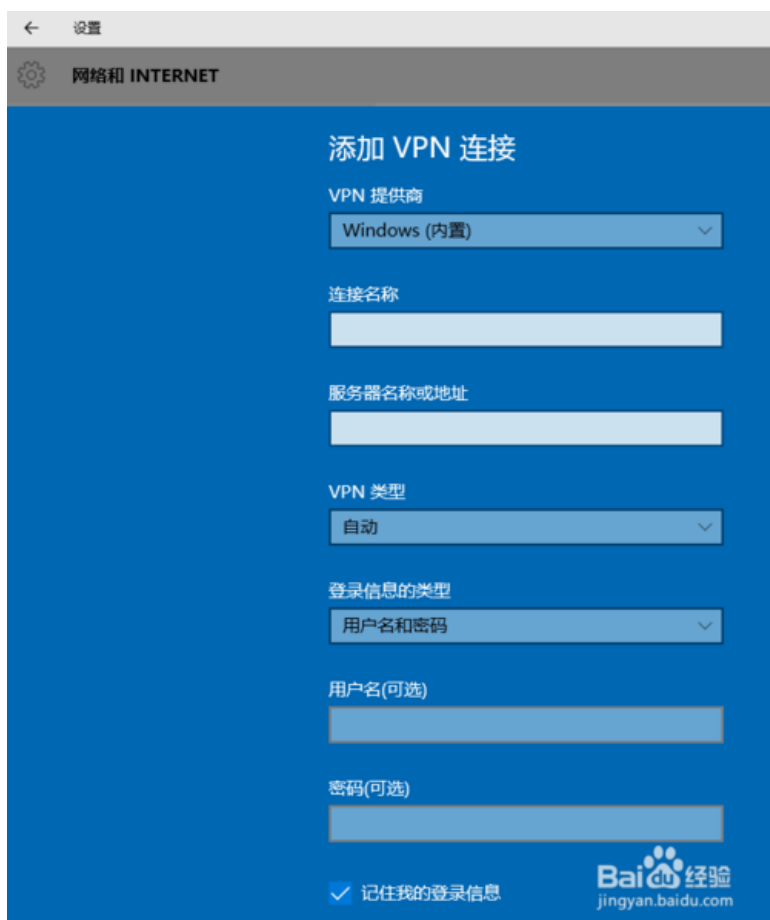 设置
网络和 INTERNET
添加 VPN 连接
VPN 提供商
Windows (内置)
连接名称
服务器名称或地址
VPN 类型
自动
登录信息的类型
用户名和密码
用户名(可选)
密码(可选)
记住我的登录信息
Bai du 经验
jingyan.baidu.com